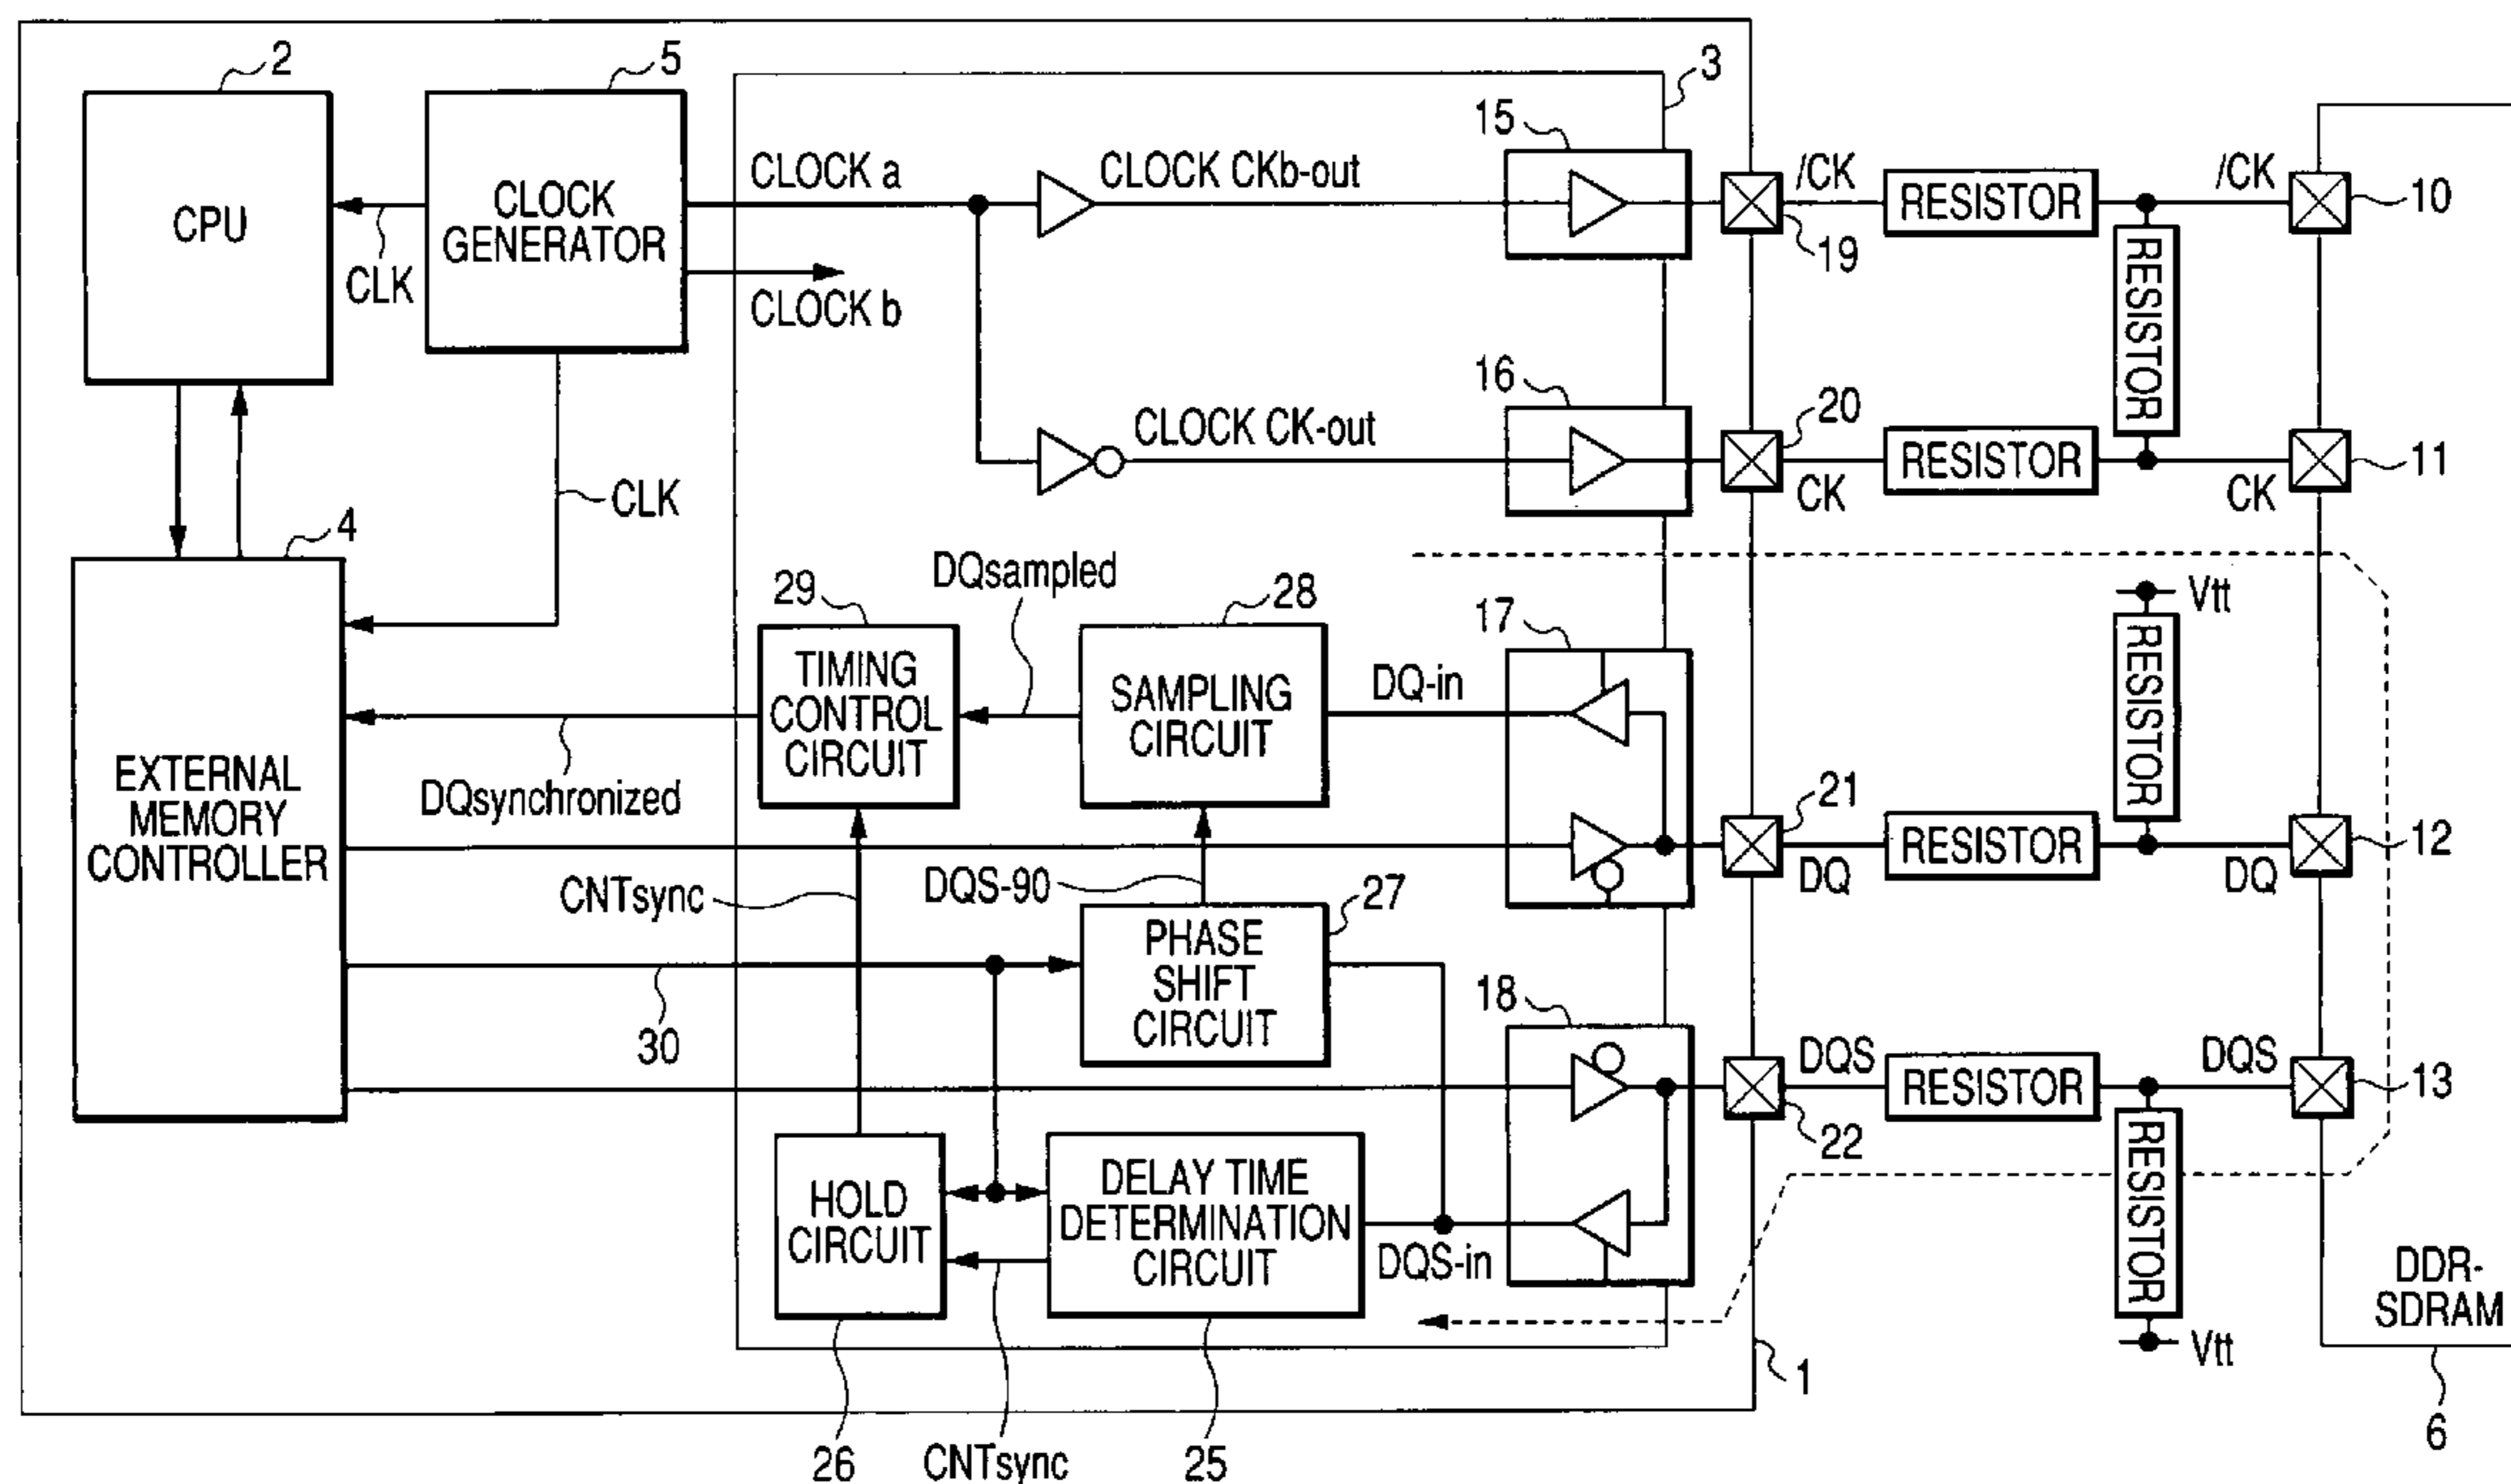 2
5
3
CPU
CLOCK
GENERATOR
CLK
CLOCK a
CLOCK b
CLOCK CKb-out
15
/CK
19
RESISTOR
/CK
10
RESISTOR
CLOCK CK-out
16
20
CK
RESISTOR
CK
11
CLK
4
EXTERNAL
MEMORY
CONTROLLER
DQsampled
29
TIMING
CONTROL
CIRCUIT
28
SAMPLING
CIRCUIT
DQ-in
17
Vtt
RESISTOR
DQsynchronized
21
DQ
RESISTOR
DQ
12
CNTsync
DQS-90
27
PHASE
SHIFT
CIRCUIT
30
18
DQS
22
RESISTOR
DQS
13
RESISTOR
Vtt
HOLD
CIRCUIT
DELAY TIME
DETERMINATION
CIRCUIT
DQS-in
DDR-
SDRAM
1
6
26
CNTsync
25